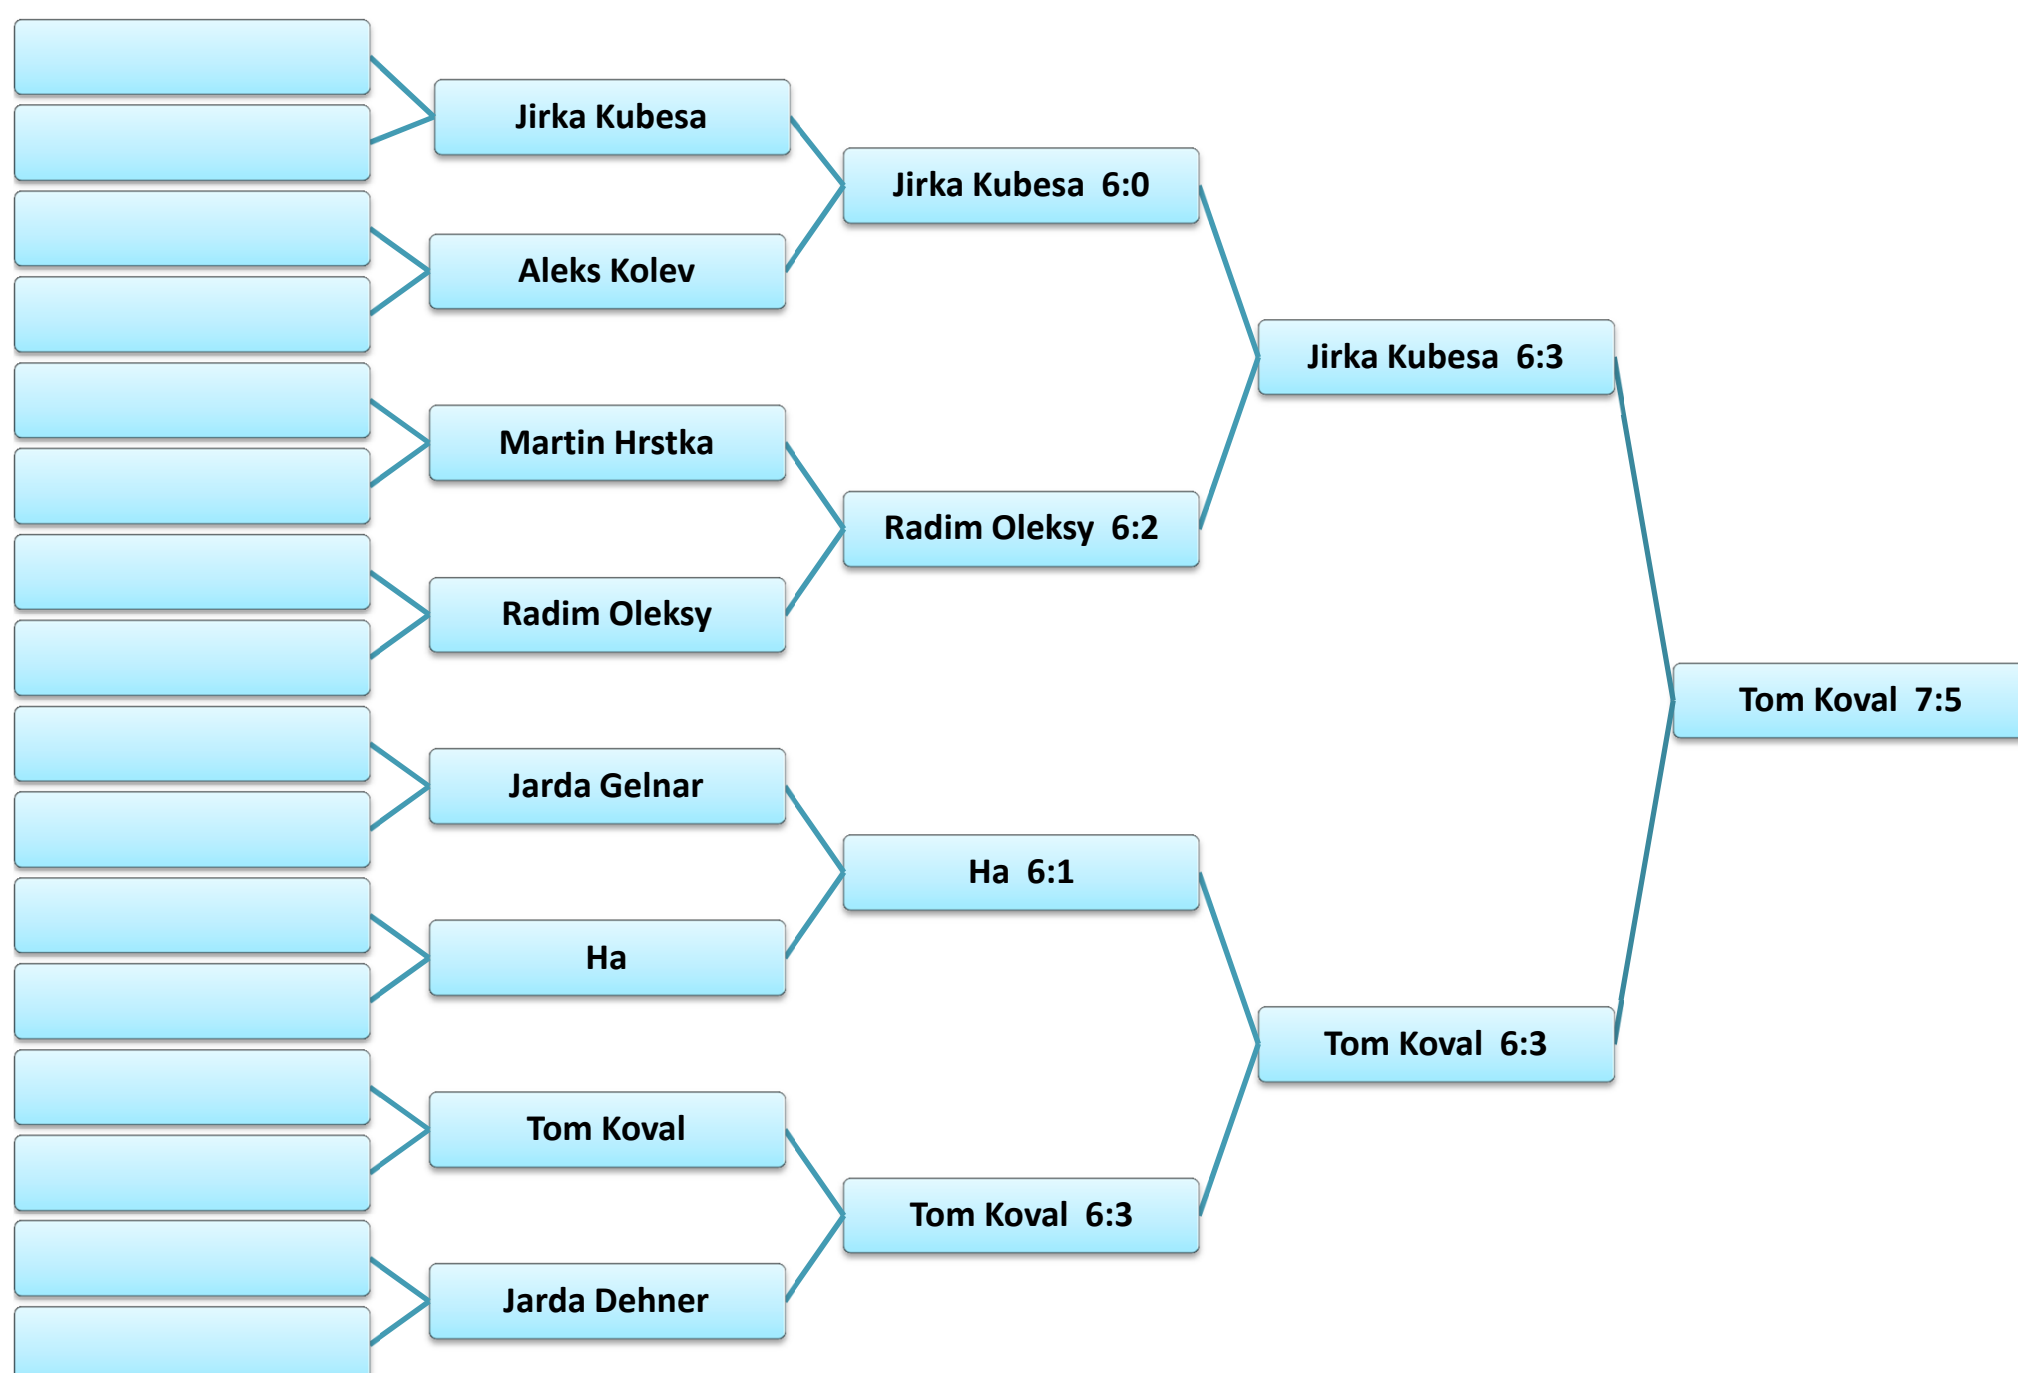 Jirka Kubesa
Aleks Kolev
Martin Hrstka
Radim Oleksy
Jarda Gelnar
Ha
Tom Koval
Jarda Dehner
Jirka Kubesa 6:0
Radim Oleksy 6:2
Ha 6:1
Tom Koval 6:3
Jirka Kubesa 6:3
Tom Koval 6:3
Tom Koval 7:5